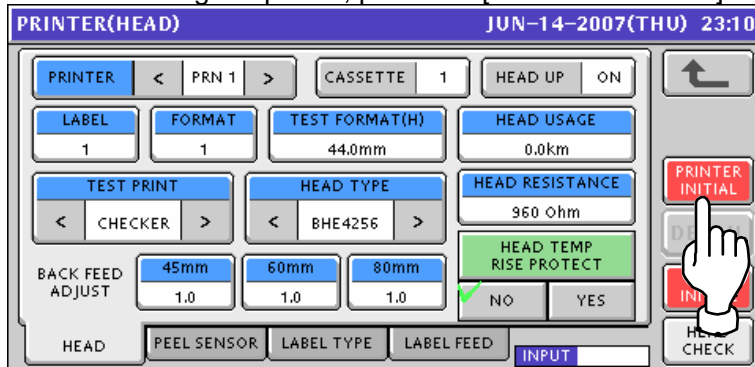 PRINTER(HEAD) JUN-14-2007(THU) 23:10
PRINTER < PRN 1 > CASSETTE 1 HEAD UP ON
LABEL FORMAT TEST FORMAT(H) HEAD USAGE
1 1 44.0mm 0.0km
PRINTER
INITIAL
TEST PRINT HEAD TYPE HEAD RESISTANCE
< CHECKER > < BHE4256 > 960 Ohm
HEAD TEMP
RISE PROTECT
BACK FEED
ADJUST
45mm 60mm 80mm
1.0 1.0 1.0
NO YES
HEAD
CHECK
HEAD PEEL SENSOR LABEL TYPE LABEL FEED
INPUT